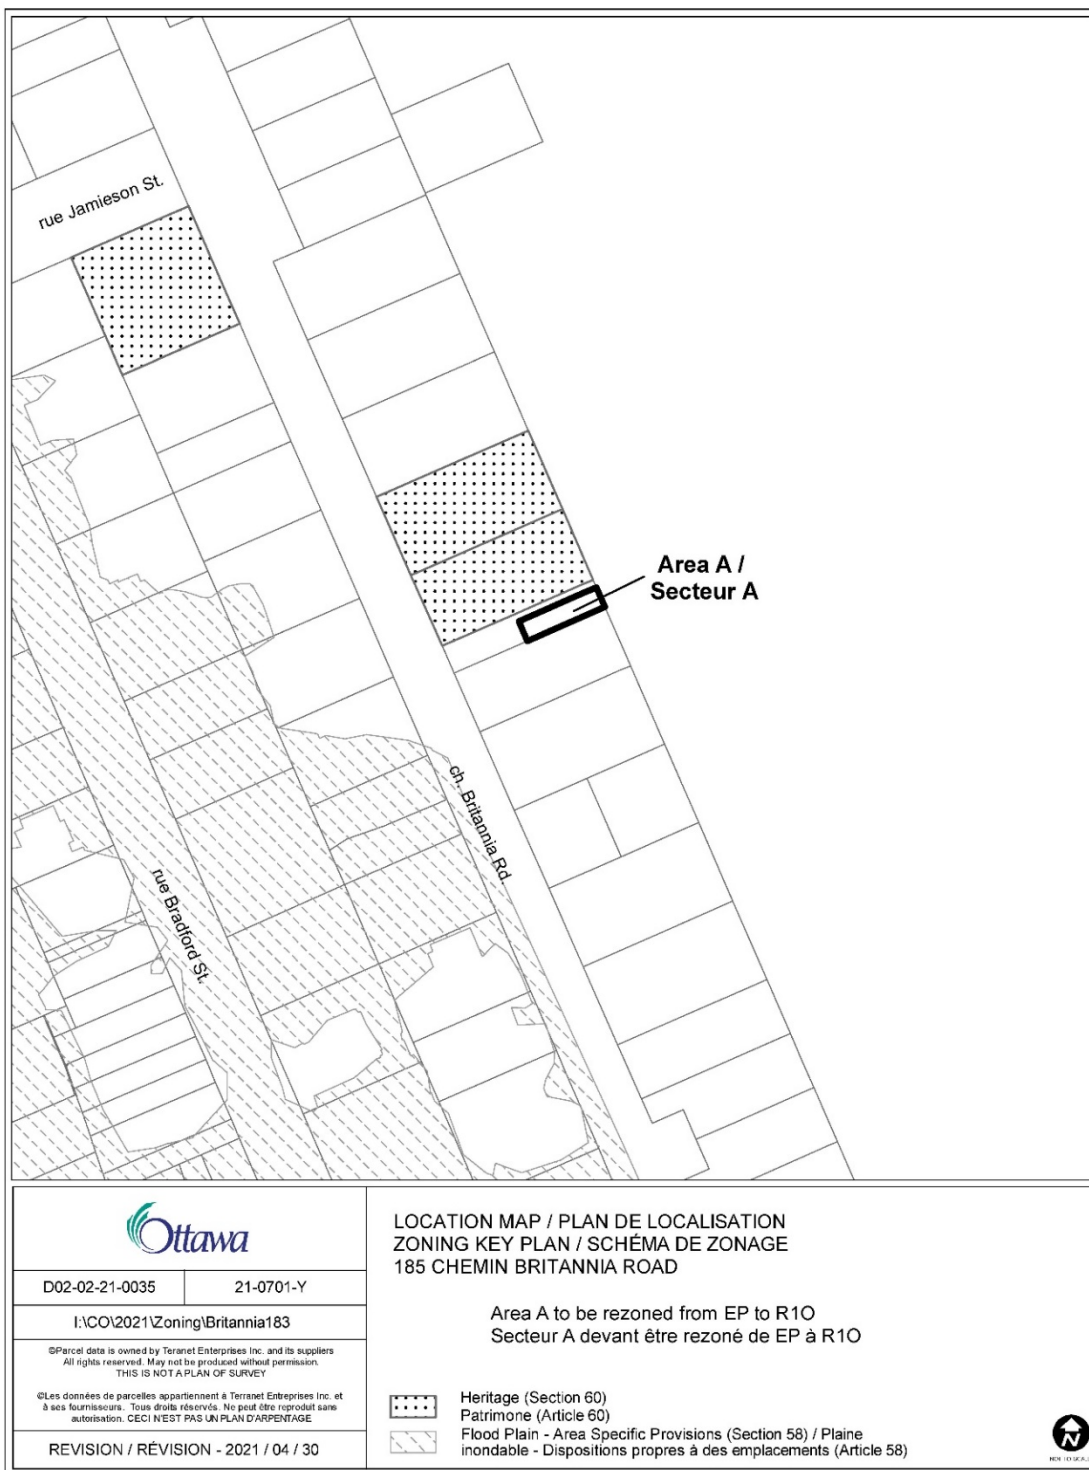 rue Jamieson St.
Area A /
Secteur A
ch. Britannia Rd.
rue Bradford St.
Ottawa
D02-02-21-0035
21-0701-Y
I:\CO\2021\Zoning\Britannia183
©Parcel data is owned by Teranet Enterprises Inc. and its suppliers
All rights reserved. May not be produced without permission.
THIS IS NOT A PLAN OF SURVEY
©Les données de parcelles appartiennent à Terranet Entreprises Inc. et
à ses fournisseurs. Tous droits réservés. Ne peut être reproduit sans
autorisation. CECI N'EST PAS UN PLAN D'ARPENTAGE
REVISION / RÉVISION - 2021 / 04 / 30
LOCATION MAP / PLAN DE LOCALISATION
ZONING KEY PLAN / SCHÉMA DE ZONAGE
185 CHEMIN BRITANNIA ROAD
Area A to be rezoned from EP to R1O
Secteur A devant être rezoné de EP à R1O
Heritage (Section 60)
Patrimone (Article 60)
Flood Plain - Area Specific Provisions (Section 58) / Plaine
inondable - Dispositions propres à des emplacements (Article 58)
N
NOT TO SCALE